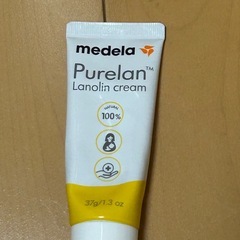 medela
Purelan™
Lanolin cream
NATURAL
100%
37g/1.3 oz